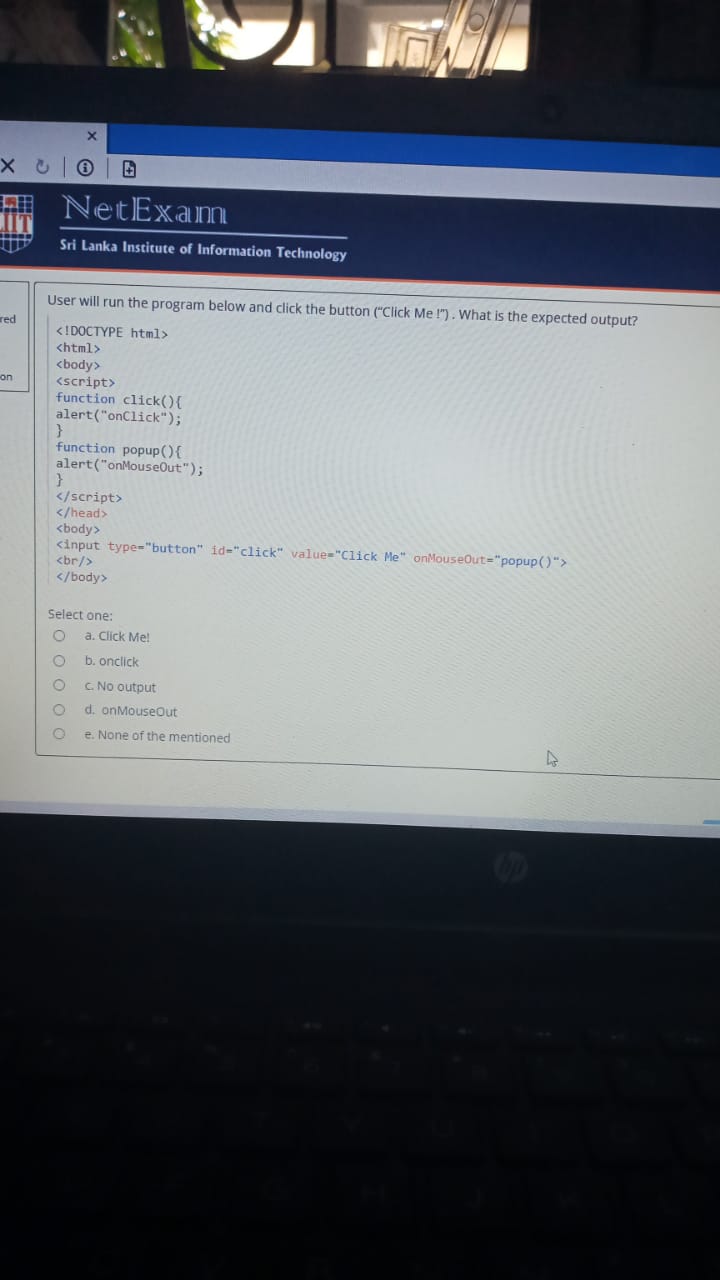 NetExam
Sri Lanka Institute of Information Technology
User will run the program below and click the button ("Click Me !") . What is the expected output?
<!DOCTYPE html>
<html>
<body>
<script>
function click(){
alert("onClick");
}
function popup(){
alert("onMouseOut");
}
</script>
</head>
<body>
<input type="button" id="click" value="Click Me" onMouseOut="popup()">
<br/>
</body>
Select one:
a. Click Me!
b. onclick
c. No output
d. onMouseOut
e. None of the mentioned
hp